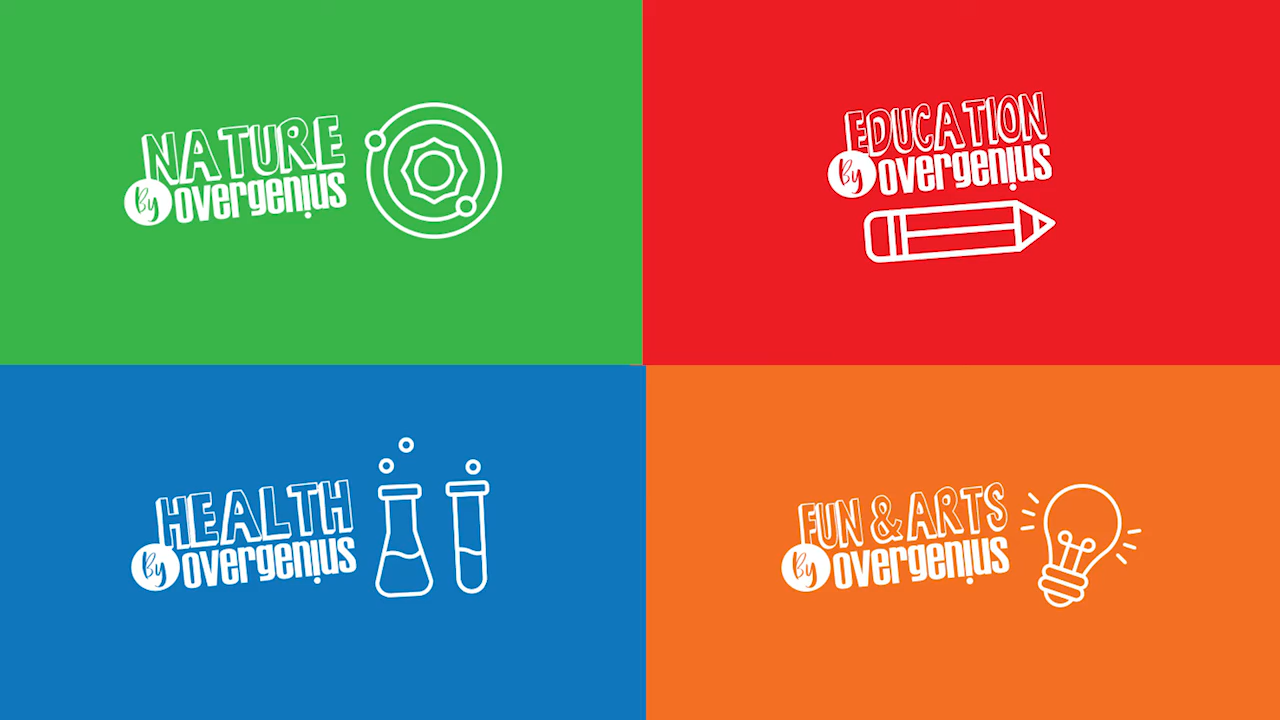 NATURE
By overgenius
EDUCATION
By overgenius
HEALTH
By overgenius
FUN & ARTS
By overgenius